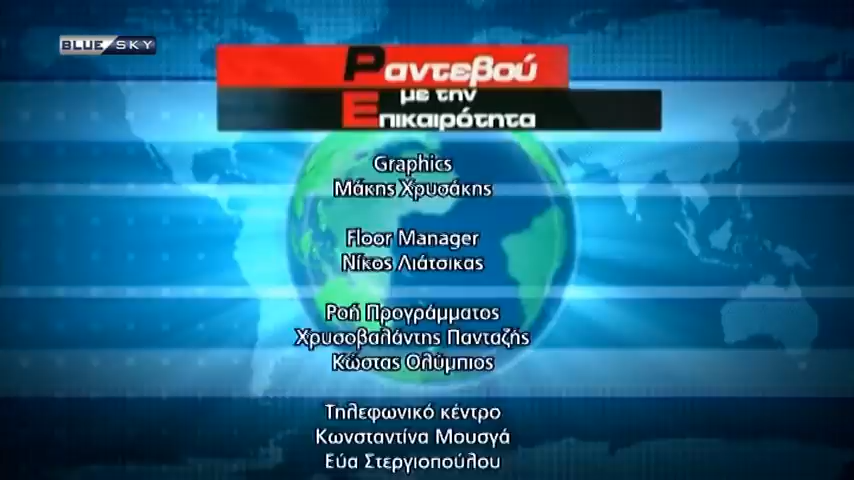 BLUE SKY
Ραντεβού
με την
Επικαιρότητα
Graphics
Μάκης Χρυσάκης
Floor Manager
Νίκος Λιάτσικας
Ροή Προγράμματος
Χρυσοβαλάντης Πανταζής
Κώστας Ολύμπιος
Τηλεφωνικό κέντρο
Κωνσταντίνα Μουσγά
Εύα Στεργιοπούλου